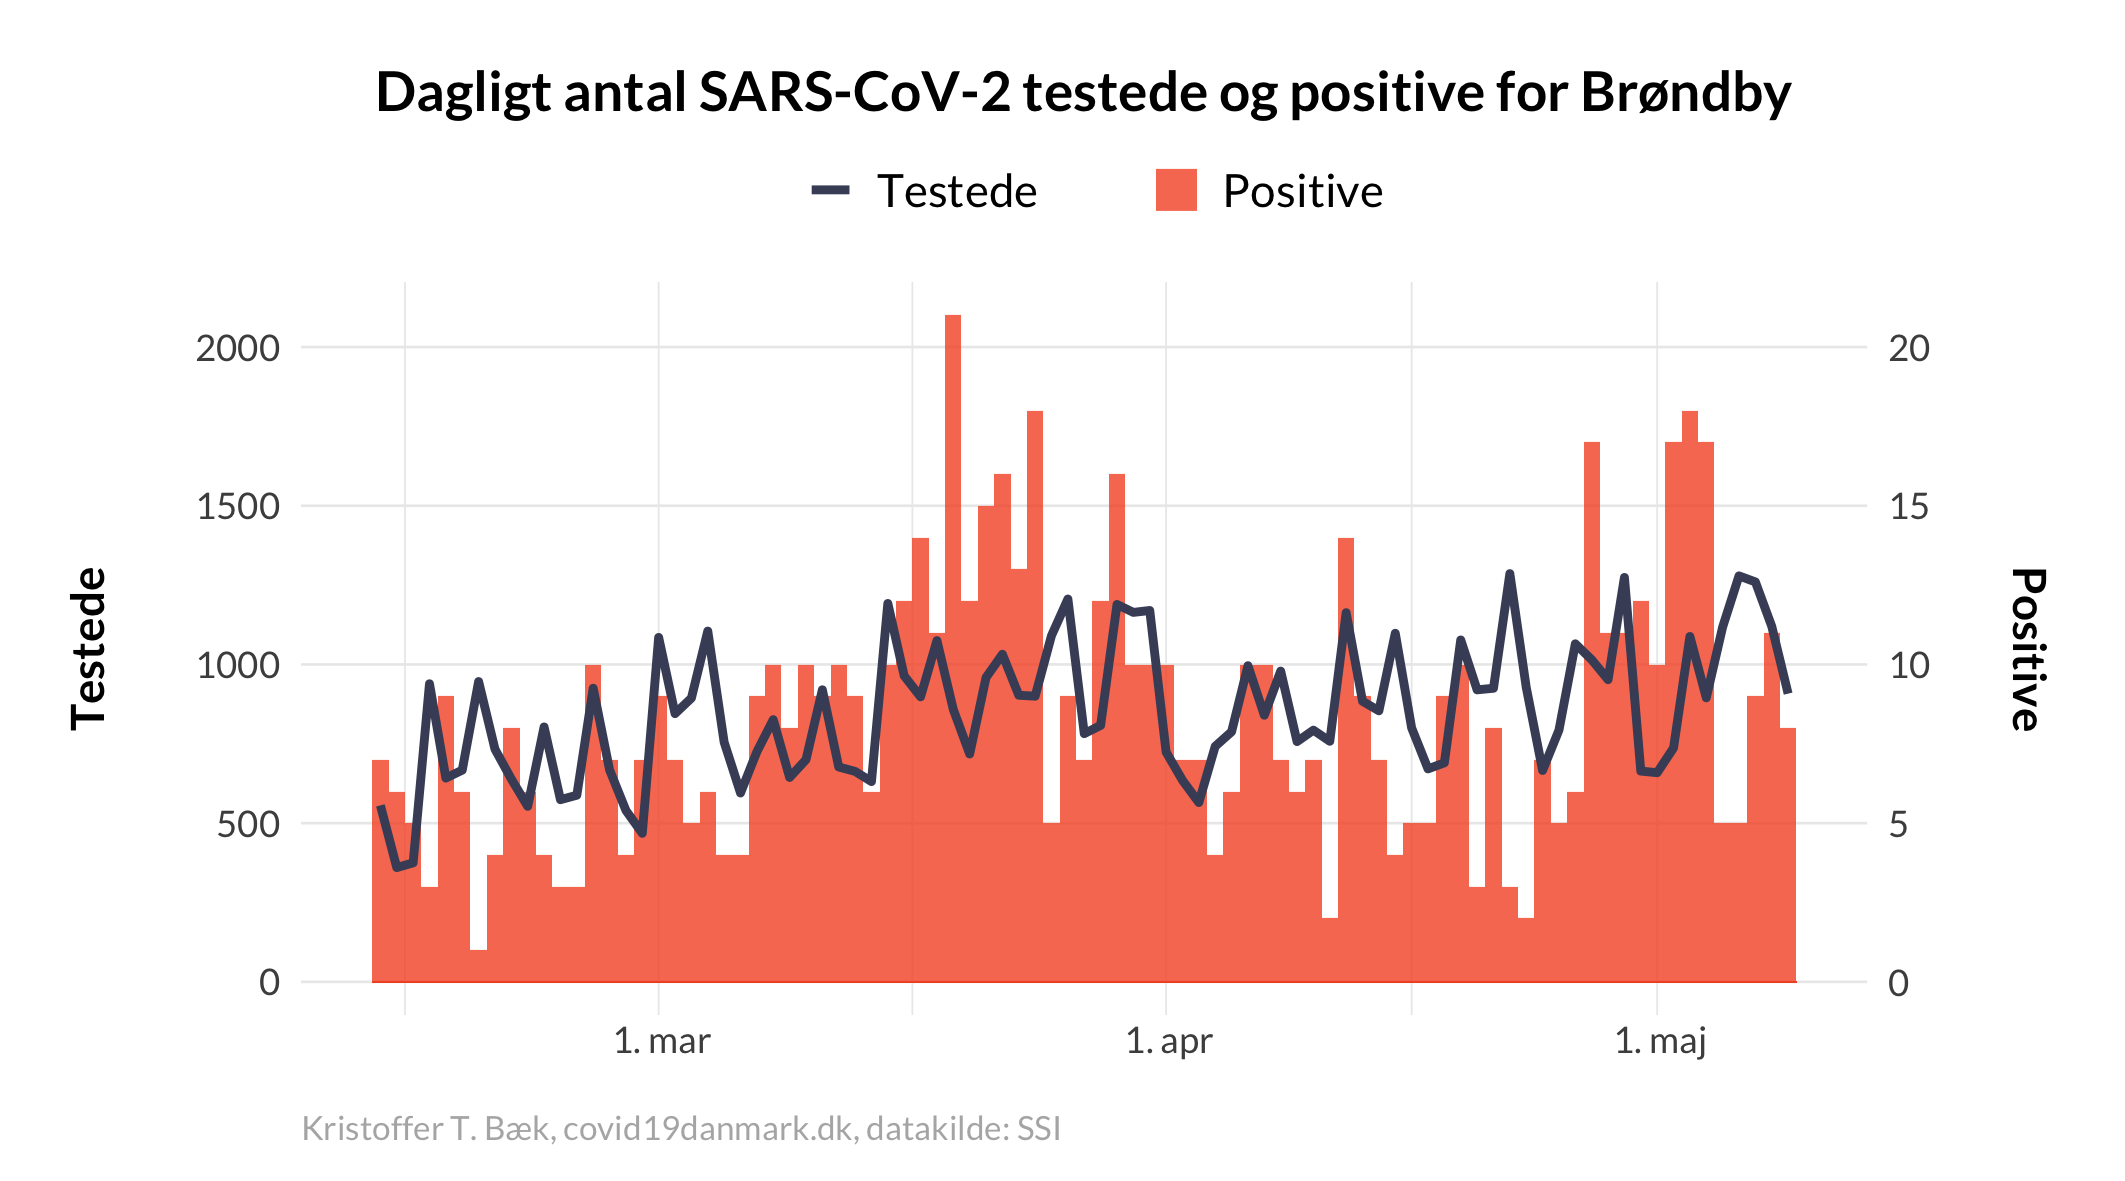 Dagligt antal SARS-CoV-2 testede og positive for Brøndby
Testede
Positive
2000
1500
1000
500
0
20
15
10
5
0
Testede
Positive
1. mar
1. apr
1. maj
Kristoffer T. Bæk, covid19danmark.dk, datakilde: SSI